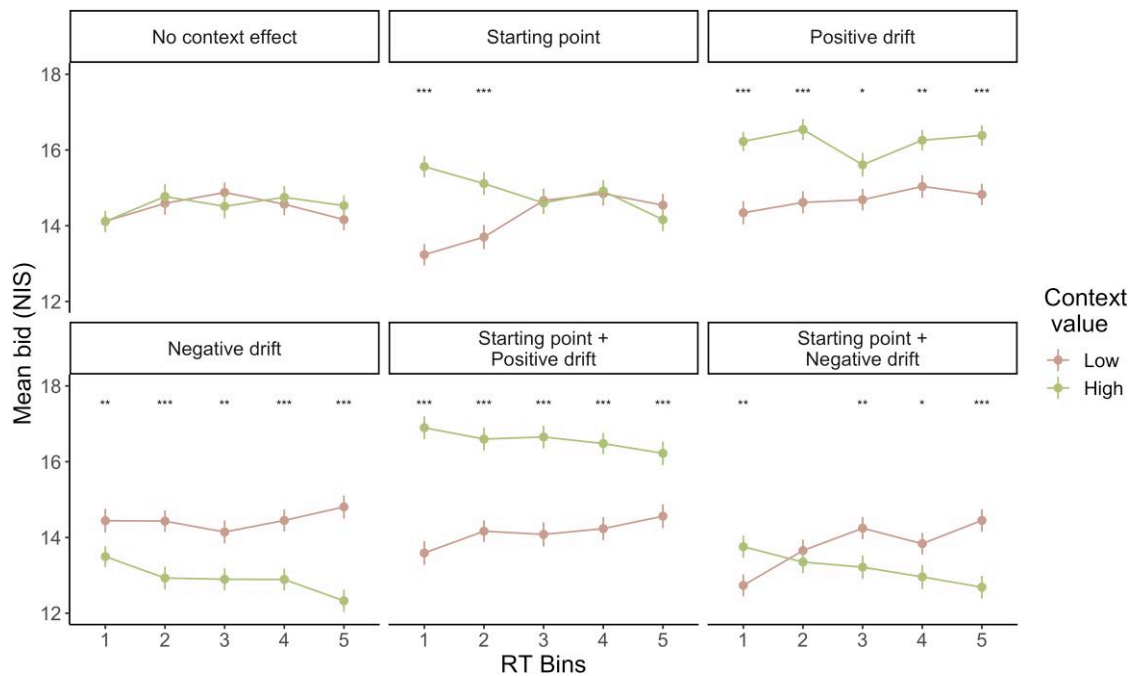 No context effect
Starting point
Positive drift
18
16
14
12
*** ***
*** *** * ** ***
Mean bid (NIS)
Negative drift
Starting point +
Positive drift
Starting point +
Negative drift
18
16
14
12
** *** ** *** ***
*** *** *** *** ***
** ** * ***
1 2 3 4 5
1 2 3 4 5
1 2 3 4 5
RT Bins
Context
value
Low
High